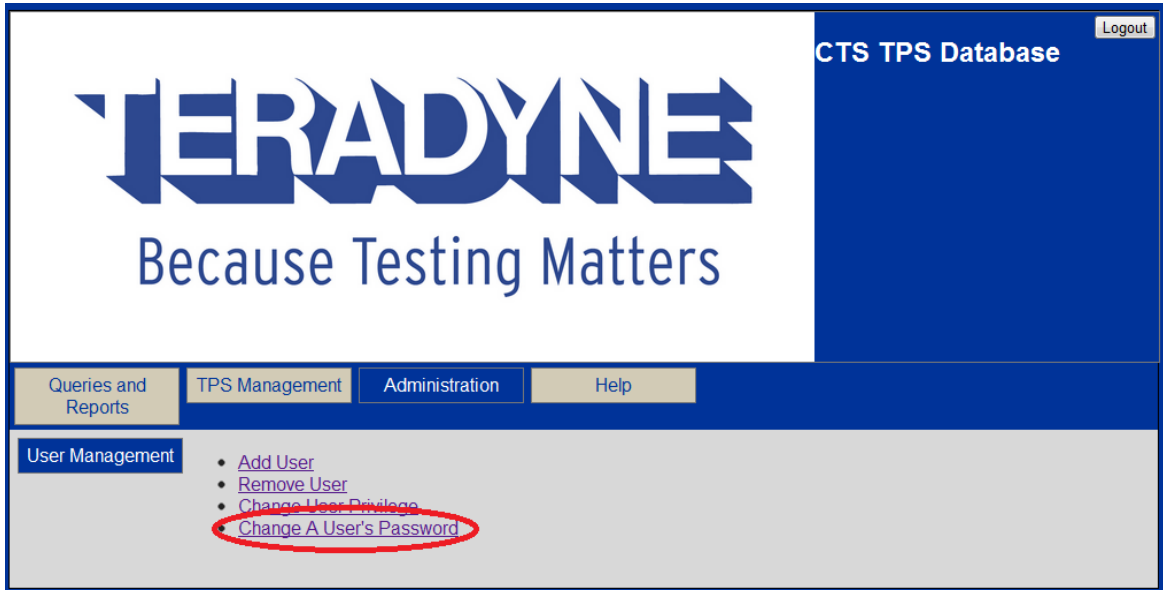 TERADYNE
Because Testing Matters
CTS TPS Database
Logout
Queries and
Reports
TPS Management
Administration
Help
User Management
Add User
Remove User
Change User Privilege
Change A User's Password